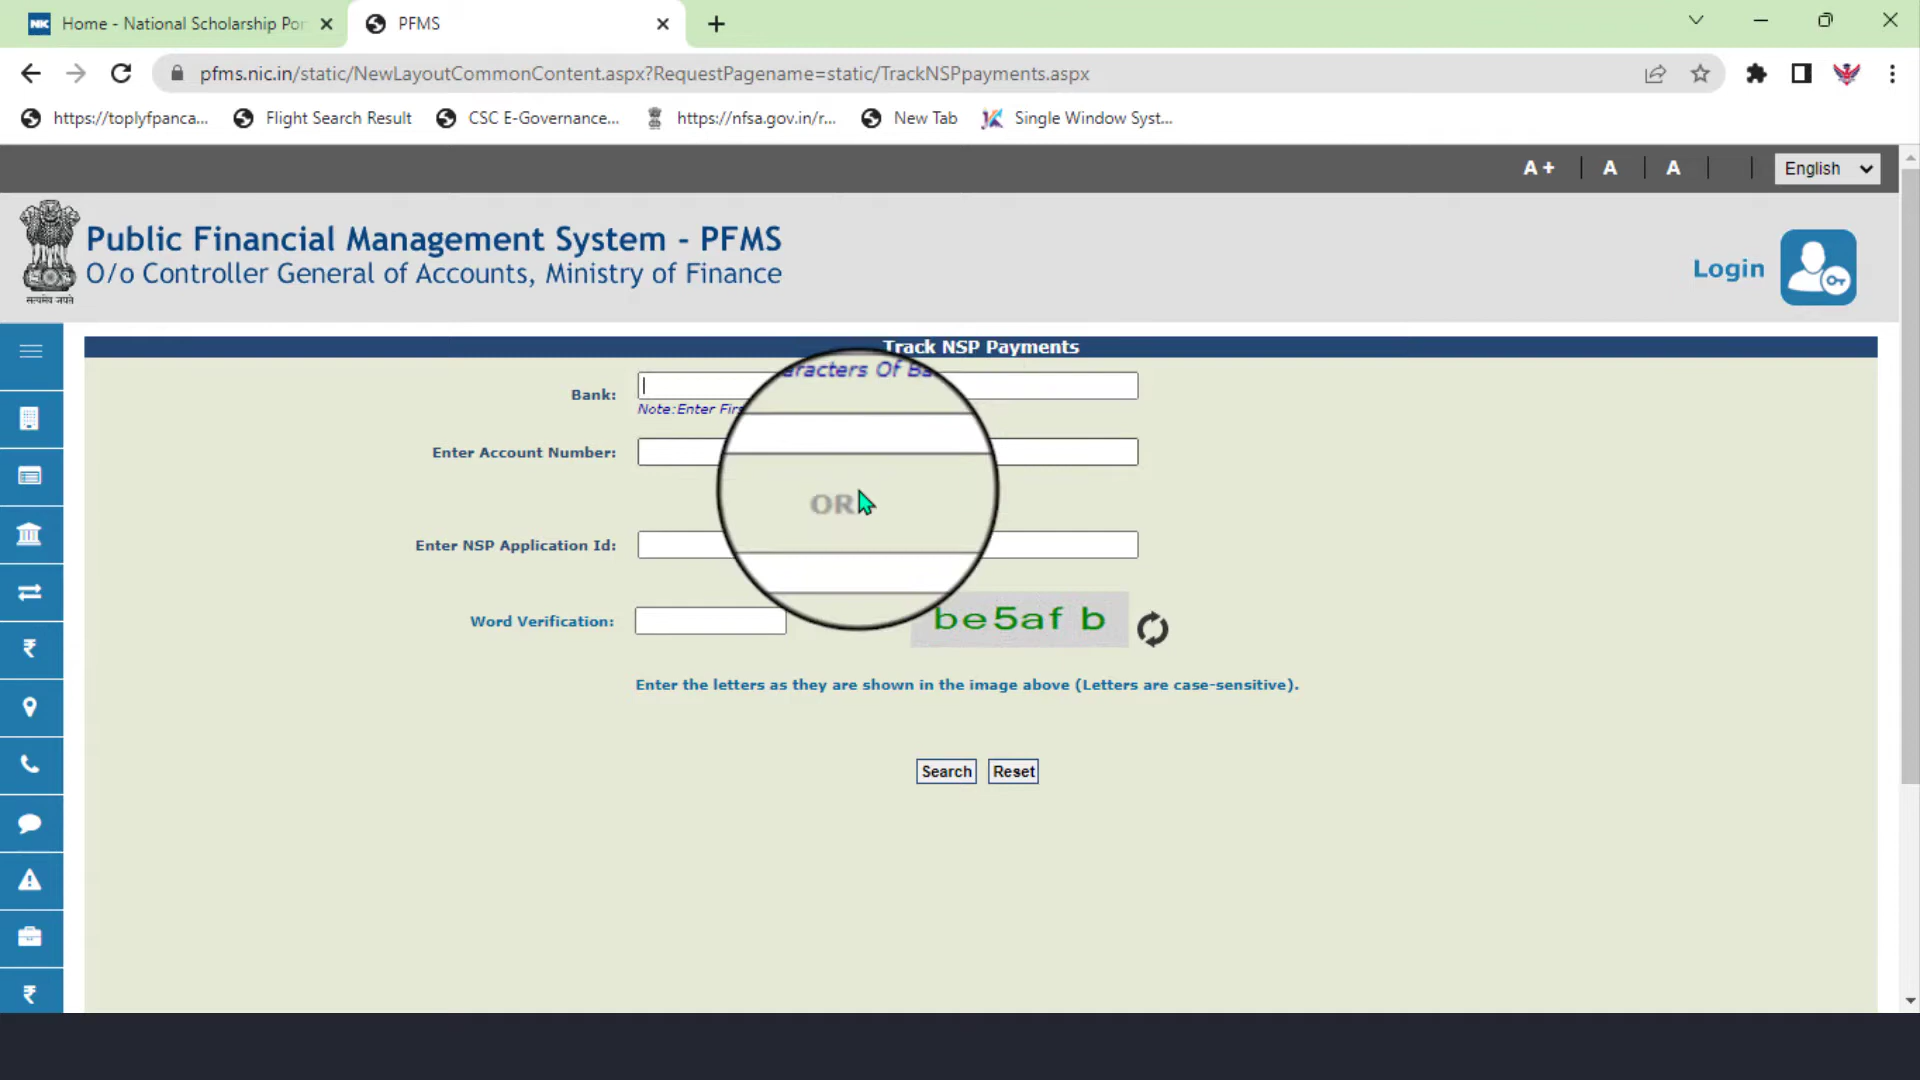 Home - National Scholarship Por
PFMS
pfms.nic.in/static/NewLayoutCommonContent.aspx?RequestPagename=static/TrackNSPpayments.aspx
https://toplyfpanca...
Flight Search Result
CSC E-Governance...
https://nfsa.gov.in/r...
New Tab
Single Window Syst...
A+
A
A
English
सत्यमेव जयते
Public Financial Management System - PFMS
O/o Controller General of Accounts, Ministry of Finance
Login
Track NSP Payments
Bank:
Note:Enter Firs
aracters Of Ba
Enter Account Number:
OR
Enter NSP Application Id:
Word Verification:
be5af b
Enter the letters as they are shown in the image above (Letters are case-sensitive).
Search
Reset